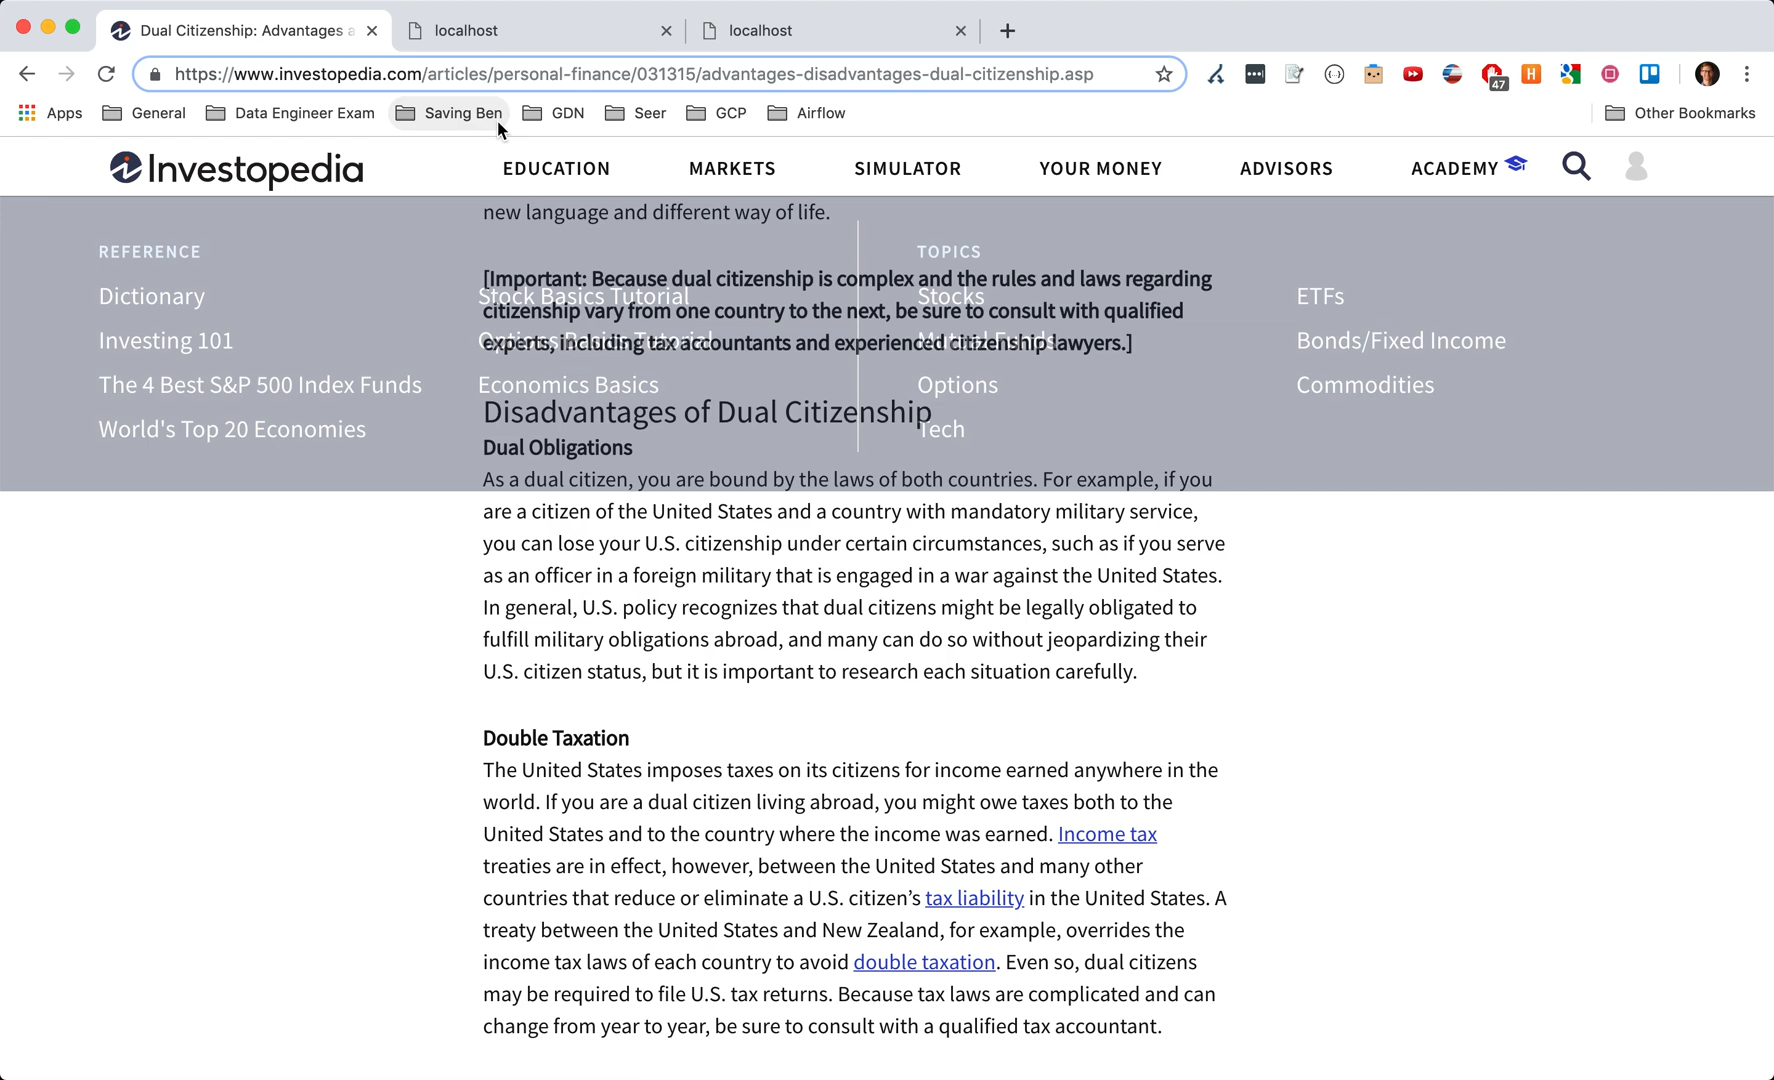 Dual Citizenship: Advantages a
localhost
localhost
https://www.investopedia.com/articles/personal-finance/031315/advantages-disadvantages-dual-citizenship.asp
47
H
Apps
General
Data Engineer Exam
Saving Ben
GDN
Seer
GCP
Airflow
Other Bookmarks
Investopedia
EDUCATION
MARKETS
SIMULATOR
YOUR MONEY
ADVISORS
ACADEMY
new language and different way of life.
REFERENCE
TOPICS
[Important: Because dual citizenship is complex and the rules and laws regarding
citizenship vary from one country to the next, be sure to consult with qualified
experts, including tax accountants and experienced citizenship lawyers.]
Dictionary
Stock Basics Tutorial
Stocks
ETFs
Investing 101
Options Basics Tutorial
Mutual Funds
Bonds/Fixed Income
The 4 Best S&P 500 Index Funds
Economics Basics
Options
Commodities
World's Top 20 Economies
Tech
Disadvantages of Dual Citizenship
Dual Obligations
As a dual citizen, you are bound by the laws of both countries. For example, if you
are a citizen of the United States and a country with mandatory military service,
you can lose your U.S. citizenship under certain circumstances, such as if you serve
as an officer in a foreign military that is engaged in a war against the United States.
In general, U.S. policy recognizes that dual citizens might be legally obligated to
fulfill military obligations abroad, and many can do so without jeopardizing their
U.S. citizen status, but it is important to research each situation carefully.
Double Taxation
The United States imposes taxes on its citizens for income earned anywhere in the
world. If you are a dual citizen living abroad, you might owe taxes both to the
United States and to the country where the income was earned. Income tax
treaties are in effect, however, between the United States and many other
countries that reduce or eliminate a U.S. citizen’s tax liability in the United States. A
treaty between the United States and New Zealand, for example, overrides the
income tax laws of each country to avoid double taxation. Even so, dual citizens
may be required to file U.S. tax returns. Because tax laws are complicated and can
change from year to year, be sure to consult with a qualified tax accountant.